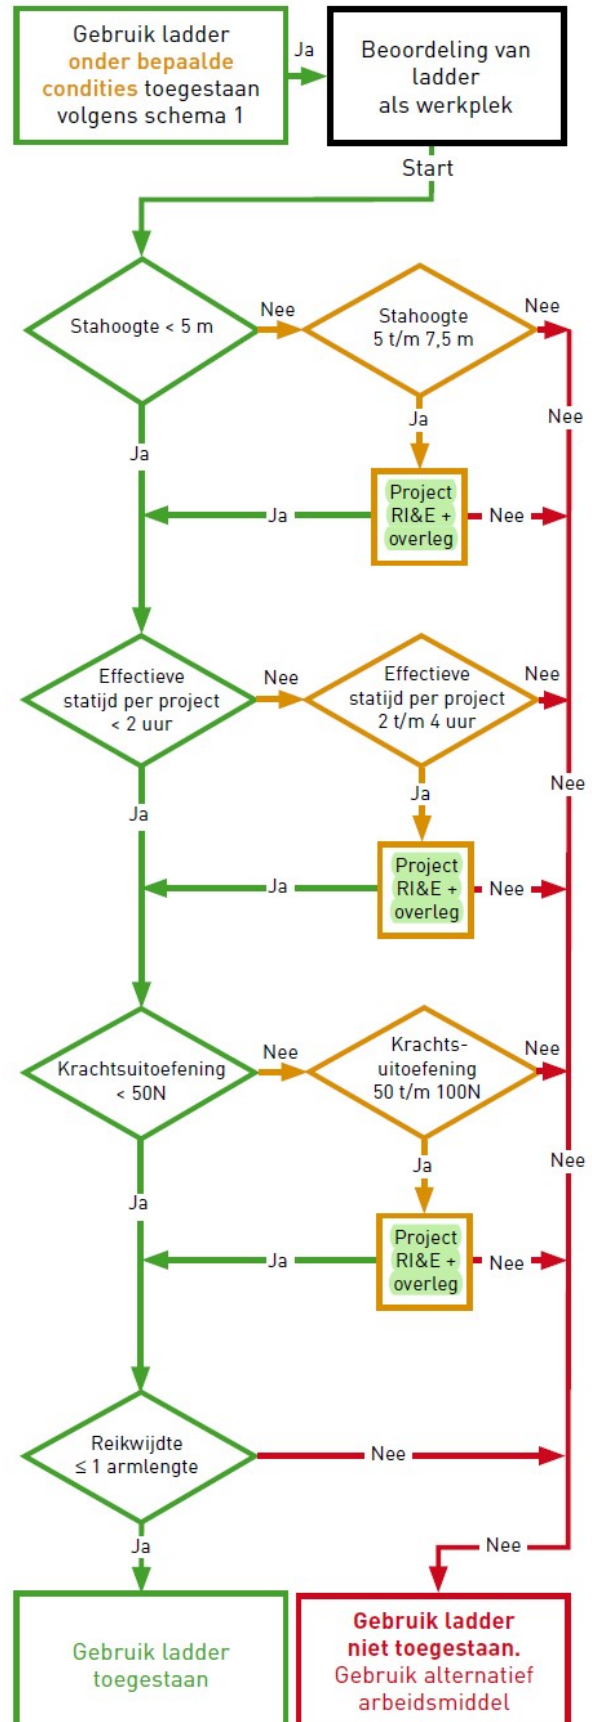 Gebruik ladder
onder bepaalde
condities toegestaan
volgens schema 1
Ja
Beoordeling van
ladder
als werkplek
Start
Stahoogte < 5 m
Nee
Stahoogte
5 t/m 7,5 m
Nee
Nee
Ja
Ja
Project
RI&E +
overleg
Ja
Nee
Effectieve
statijd per project
< 2 uur
Nee
Effectieve
statijd per project
2 t/m 4 uur
Nee
Nee
Ja
Ja
Project
RI&E +
overleg
Ja
Nee
Krachtsuitoefening
< 50N
Nee
Krachts-
uitoefening
50 t/m 100N
Nee
Nee
Ja
Ja
Project
RI&E +
overleg
Ja
Nee
Reikwijdte
≤ 1 armlengte
Nee
Ja
Nee
Gebruik ladder
toegestaan
Gebruik ladder
niet toegestaan.
Gebruik alternatief
arbeidsmiddel